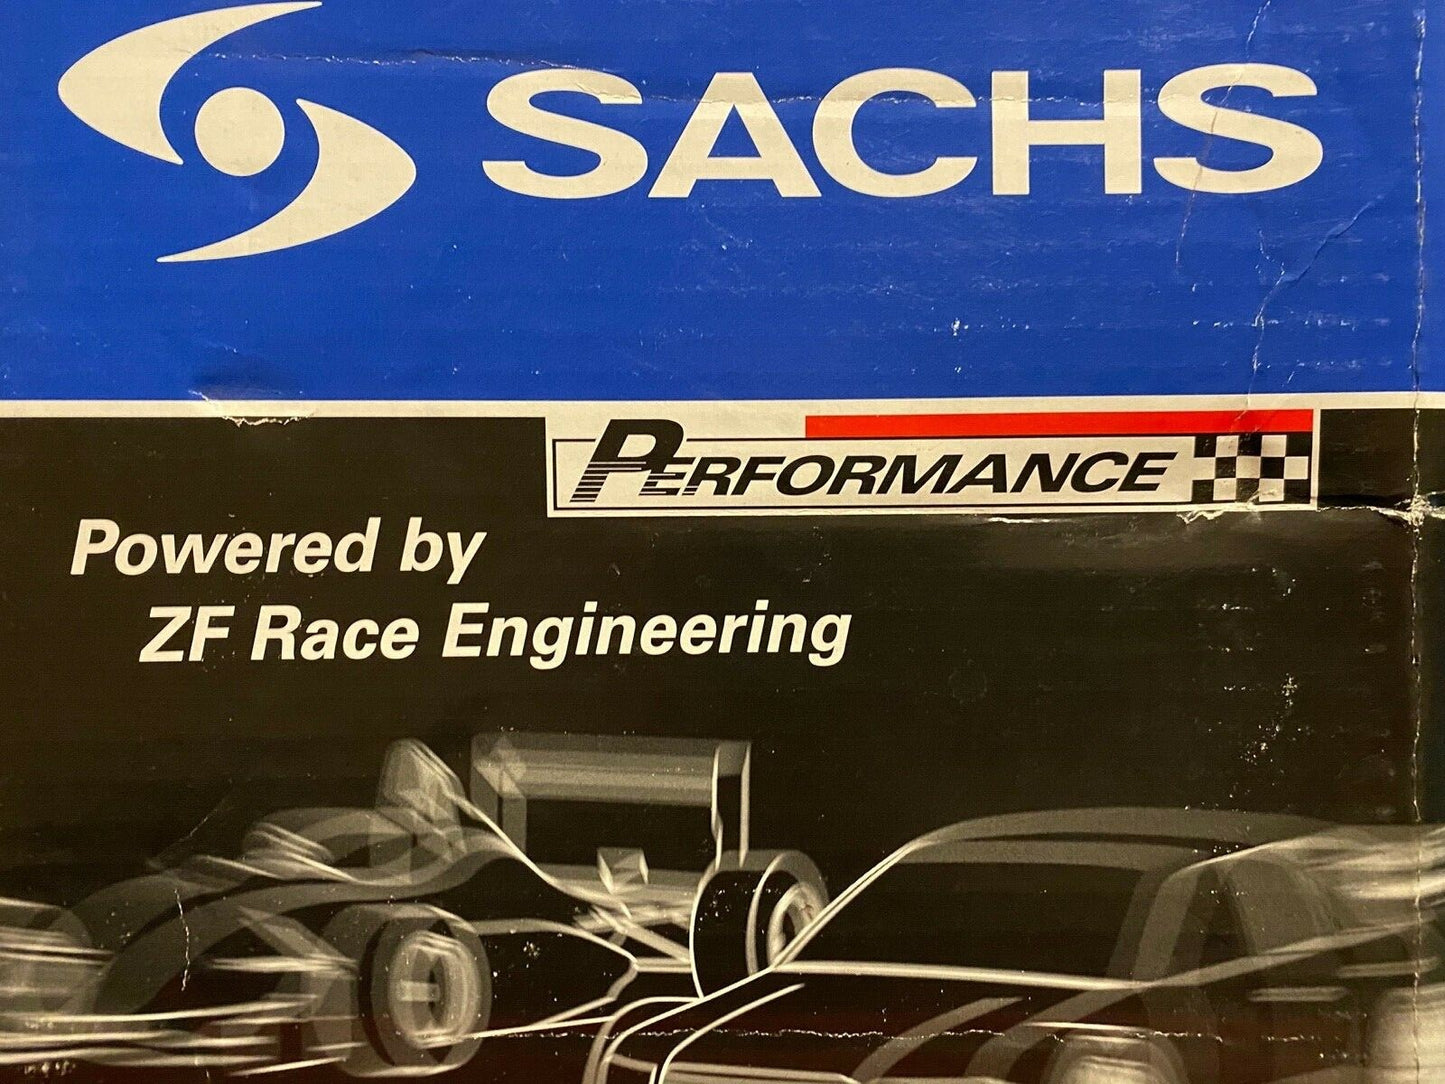 SACHS
PERFORMANCE
Powered by
ZF Race Engineering